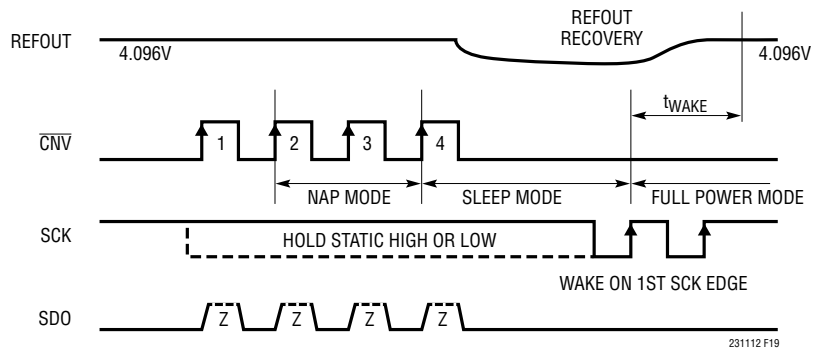 REFOUT
RECOVERY
REFOUT
4.096V
4.096V
tWAKE
CNV
1
2
3
4
NAP MODE
SLEEP MODE
FULL POWER MODE
SCK
HOLD STATIC HIGH OR LOW
WAKE ON 1ST SCK EDGE
SDO
Z
Z
Z
Z
231112 F19